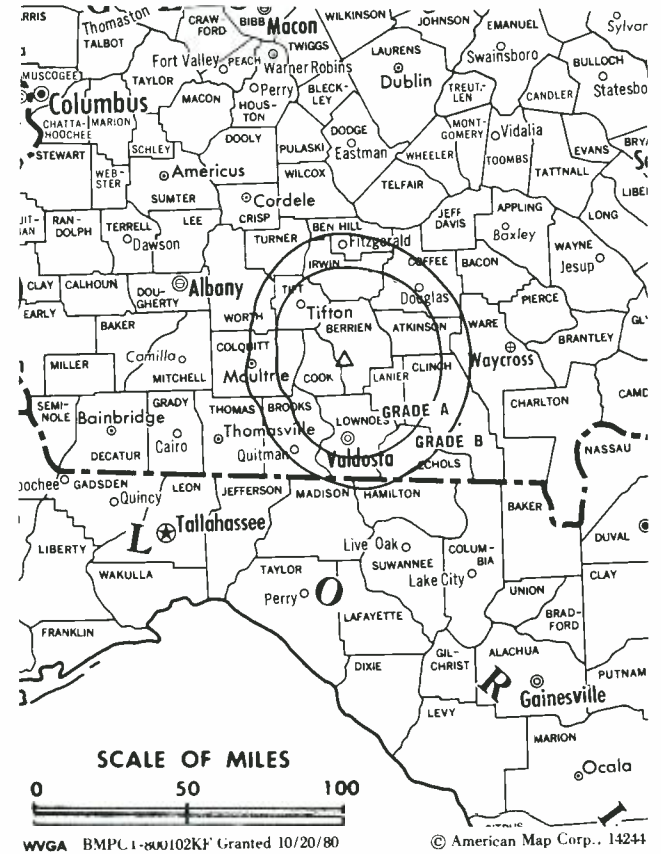 RRIS
Thomaston
CRAW-
FORD
BIBB
Macon
WILKINSON
JOHNSON
EMANUEL
Sylvan
TALBOT
TWIGGS
LAURENS
Swainsboro
BULLOCH
Fort Valley
PEACH
Warner Robins
Dublin
Statesbo
MUSCOGEE
TAYLOR
Perry
BLECK-
LEY
TREUT-
LEN
CANDLER
Columbus
MACON
HOUS-
TON
CHATTA-
HOOCHEE
MARION
DODGE
MONT-
GOMERY
Vidalia
DOOLY
STEWART
SCHLEY
PULASKI
Eastman
WHEELER
TOOMBS
EVANS
BRY
Americus
WEB-
STER
WILCOX
TATTNALL
SUMTER
TELFAIR
LIBE
Cordele
CRISP
JEFF
DAVIS
APPLING
LONG
RAN-
DOLPH
TERRELL
LEE
BEN HILL
Baxley
Dawson
TURNER
Fitzgerald
WAYNE
IRWIN
COFFEE
BACON
Jesup
CLAY
CALHOUN
DOU-
GHERTY
Albany
TIFT
Douglas
PIERCE
EARLY
WORTH
Tifton
BAKER
BERRIEN
ATKINSON
WARE
COLQUITT
BRANTLEY
Camilla
Waycross
MILLER
Moultrie
CLINCH
MITCHELL
COOK
LANIER
SEMI-
NOLE
GRADY
THOMAS
BROOKS
CHARLTON
CAMD
Bainbridge
LOWNDES
GRADE A
Cairo
Thomasville
GRADE B
DECATUR
Quitman
Valdosta
NASSAU
ECHOLS
oochee
GADSDEN
LEON
JEFFERSON
MADISON
HAMILTON
Quincy
BAKER
Tallahassee
L
DUVAL
LIBERTY
Live Oak
COLUM-
BIA
SUWANNEE
WAKULLA
TAYLOR
Lake City
CLAY
Perry
O
UNION
LAFAYETTE
BRAD-
FORD
FRANKLIN
DIXIE
GIL-
CHRIST
ALACHUA
R
PUTNAM
Gainesville
LEVY
MARION
SCALE OF MILES
Ocala
0 50 100
I
WVGA BMPCT-800102KF Granted 10/20/80 © American Map Corp., 14244